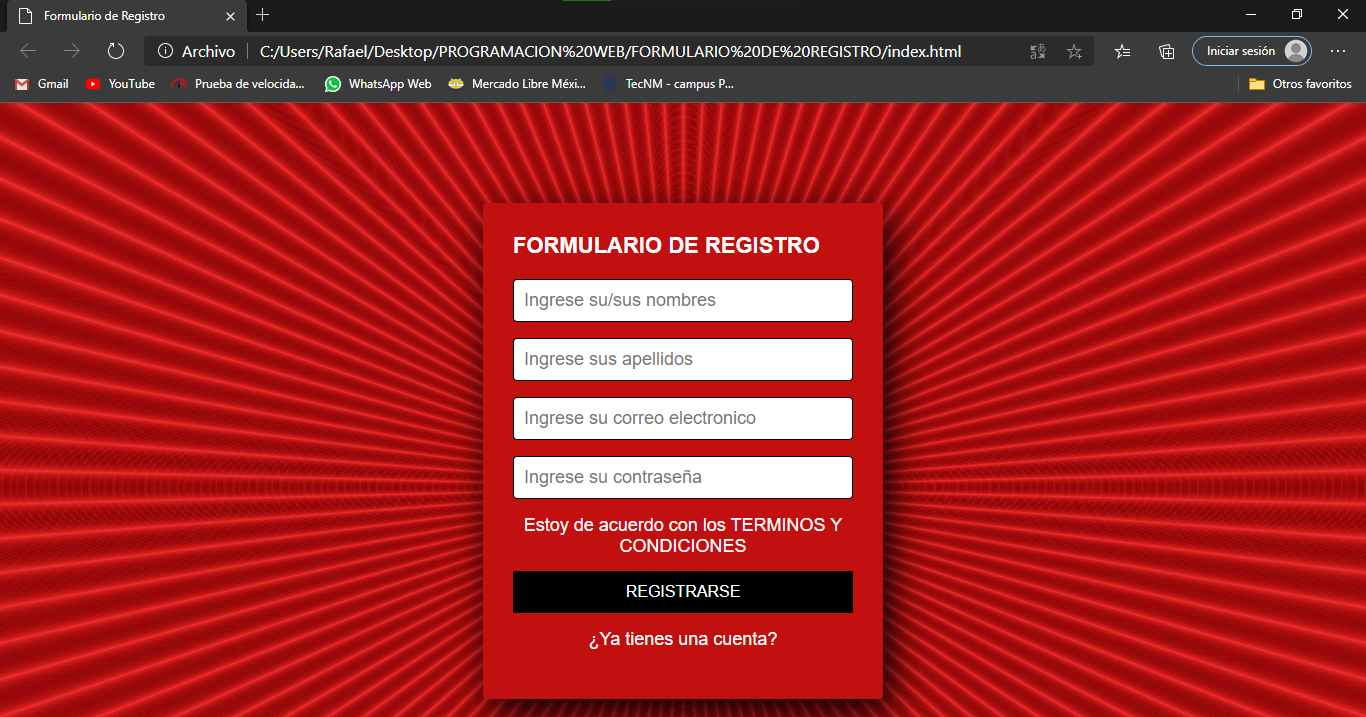 Formulario de Registro
Archivo C:/Users/Rafael/Desktop/PROGRAMACION%20WEB/FORMULARIO%20DE%20REGISTRO/index.html Iniciar sesión
Gmail YouTube Prueba de velocida... WhatsApp Web Mercado Libre Méxi... TecNM - campus P... Otros favoritos
FORMULARIO DE REGISTRO
Ingrese su/sus nombres
Ingrese sus apellidos
Ingrese su correo electronico
Ingrese su contraseña
Estoy de acuerdo con los TERMINOS Y
CONDICIONES
REGISTRARSE
¿Ya tienes una cuenta?